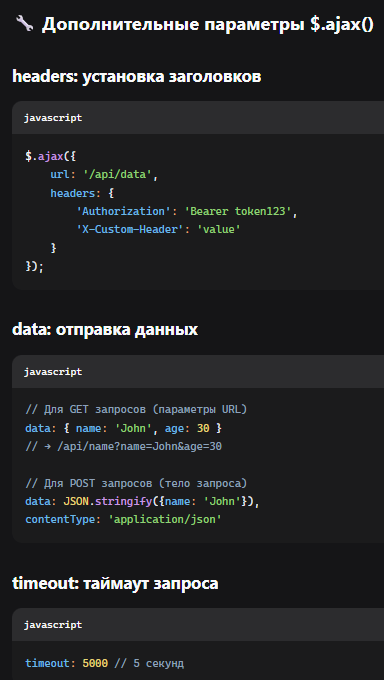 🔧 Дополнительные параметры $.ajax()
headers: установка заголовков
javascript
$.ajax({
    url: '/api/data',
    headers: {
        'Authorization': 'Bearer token123',
        'X-Custom-Header': 'value'
    }
});
data: отправка данных
javascript
// Для GET запросов (параметры URL)
data: { name: 'John', age: 30 }
// → /api/name?name=John&age=30
// Для POST запросов (тело запроса)
data: JSON.stringify({name: 'John'}),
contentType: 'application/json'
timeout: таймаут запроса
javascript
timeout: 5000 // 5 секунд